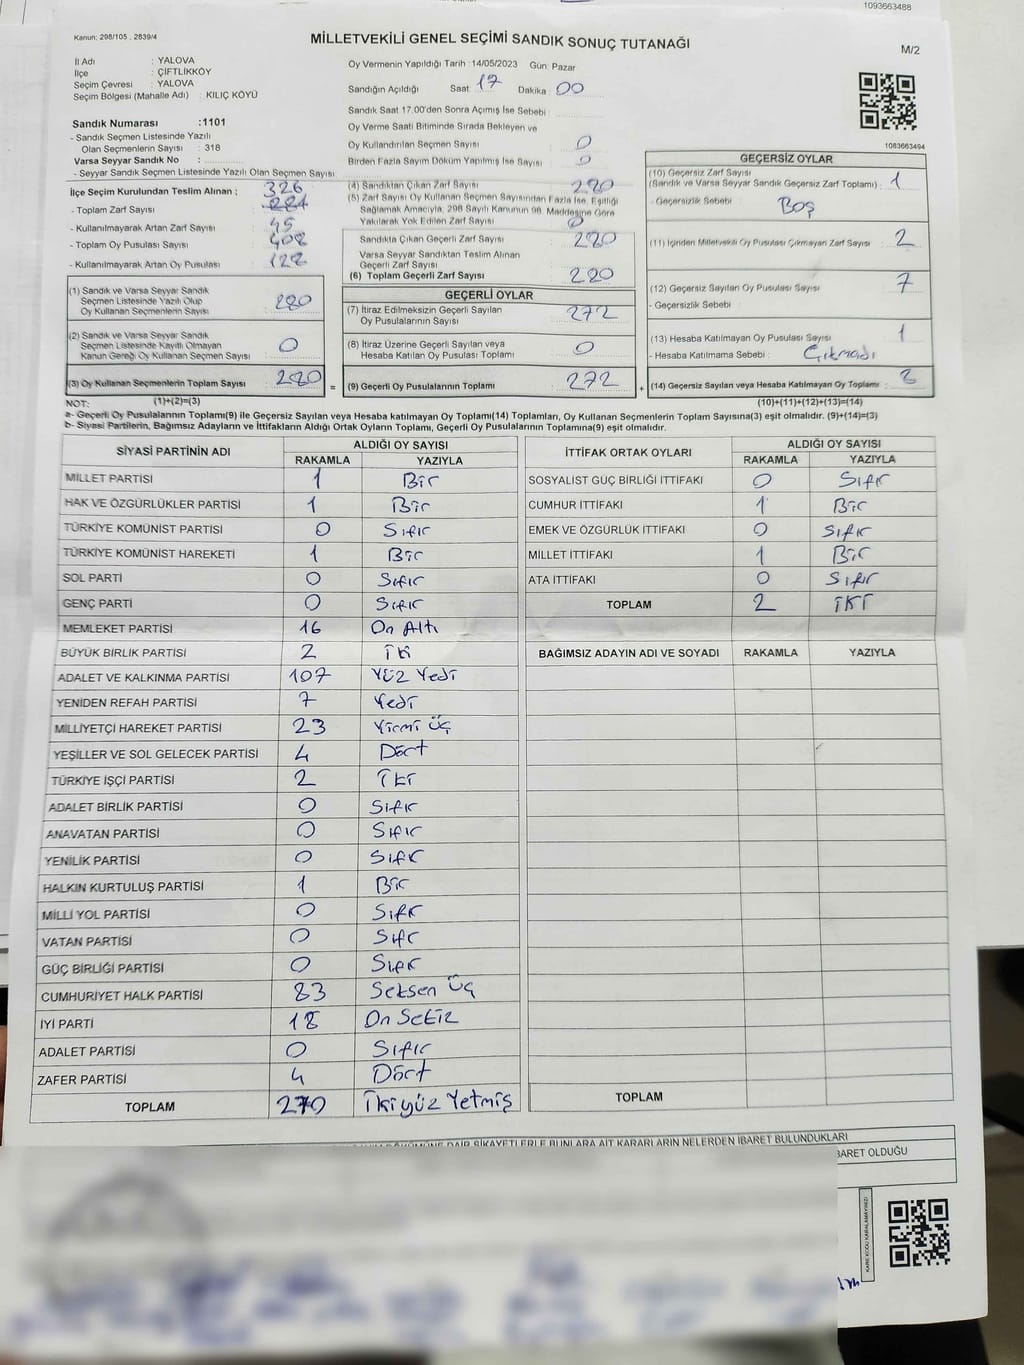 1093663488
Kanun: 298/105 . 2839/4
MİLLETVEKİLİ GENEL SEÇİMİ SANDIK SONUÇ TUTANAĞI
M/2
İl Adı : YALOVA
İlçe : ÇİFTLİKKÖY
Seçim Çevresi : YALOVA
Seçim Bölgesi (Mahalle Adı) : KILIÇ KÖYÜ
Sandık Numarası :1101
- Sandık Seçmen Listesinde Yazılı
Olan Seçmenlerin Sayısı : 318
Varsa Seyyar Sandık No :
- Seyyar Sandık Seçmen Listesinde Yazılı Olan Seçmen Sayısı
Oy Vermenin Yapıldığı Tarih :14/05/2023 Gün: Pazar
Sandığın Açıldığı Saat 17 Dakika 00
Sandık Saat 17.00'den Sonra Açımış İse Sebebi :
Oy Verme Saati Bitiminde Sırada Bekleyen ve
Oy Kullandırılan Seçmen Sayısı 0
Birden Fazla Sayım Döküm Yapılmış İse Sayısı 0
1083663494
İlçe Seçim Kurulundan Teslim Alınan ; 326
- Toplam Zarf Sayısı :
- Kullanılmayarak Artan Zarf Sayısı : 45
- Toplam Oy Pusulası Sayısı : 408
- Kullanılmayarak Artan Oy Pusulası : 128
(1) Sandık ve Varsa Seyyar Sandık
Seçmen Listesinde Yazılı Olup
Oy Kullanan Seçmenlerin Sayısı : 280
(2) Sandık ve Varsa Seyyar Sandık
Seçmen Listesinde Kayıtlı Olmayan
Kanun Gereği Oy Kullanan Seçmen Sayısı : 0
(3) Oy Kullanan Seçmenlerin Toplam Sayısı : 280
(4) Sandıktan Çıkan Zarf Sayısı 280
(5) Zarf Sayısı Oy Kullanan Seçmen Sayısından Fazla İse, Eşitliği
Sağlamak Amacıyla, 298 Sayılı Kanunun 98. Maddesine Göre
Yakılarak Yok Edilen Zarf Sayısı 0
Sandıkta Çıkan Geçerli Zarf Sayısı : 280
Varsa Seyyar Sandıktan Teslim Alınan
Geçerli Zarf Sayısı
(6) Toplam Geçerli Zarf Sayısı : 280
GEÇERLİ OYLAR
(7) İtiraz Edilmeksizin Geçerli Sayılan
Oy Pusulalarının Sayısı : 272
(8) İtiraz Üzerine Geçerli Sayılan veya
Hesaba Katılan Oy Pusulası Toplamı : 0
= (9) Geçerli Oy Pusulalarının Toplamı : 272 +
GEÇERSİZ OYLAR
(10) Geçersiz Zarf Sayısı
(Sandık ve Varsa Seyyar Sandık Geçersiz Zarf Toplamı) : 1
- Geçersizlik Sebebi : Boş
(11) İçinden Milletvekili Oy Pusulası Çıkmayan Zarf Sayısı : 2
(12) Geçersiz Sayılan Oy Pusulası Sayısı : 7
- Geçersizlik Sebebi :
(13) Hesaba Katılmayan Oy Pusulası Sayısı : 1
- Hesaba Katılmama Sebebi : Çıkmadı
(14) Geçersiz Sayılan veya Hesaba Katılmayan Oy Toplamı : 8
NOT: (1)+(2)=(3) (10)+(11)+(12)+(13)=(14)
a- Geçerli Oy Pusulalarının Toplamı(9) ile Geçersiz Sayılan veya Hesaba katılmayan Oy Toplamı(14) Toplamları, Oy Kullanan Seçmenlerin Toplam Sayısına(3) eşit olmalıdır. (9)+(14)=(3)
b- Siyasi Partilerin, Bağımsız Adayların ve İttifakların Aldığı Ortak Oyların Toplamı, Geçerli Oy Pusulalarının Toplamına(9) eşit olmalıdır.
SİYASİ PARTİNİN ADI ALDIĞI OY SAYISI
RAKAMLA YAZIYLA
MİLLET PARTİSİ 1 Bir
HAK VE ÖZGÜRLÜKLER PARTİSİ 1 Bir
TÜRKİYE KOMÜNİST PARTİSİ 0 Sıfır
TÜRKİYE KOMÜNİST HAREKETİ 1 Bir
SOL PARTİ 0 Sıfır
GENÇ PARTİ 0 Sıfır
MEMLEKET PARTİSİ 16 On Altı
BÜYÜK BİRLİK PARTİSİ 2 İki
ADALET VE KALKINMA PARTİSİ 107 Yüz Yedi
YENİDEN REFAH PARTİSİ 7 Yedi
MİLLİYETÇİ HAREKET PARTİSİ 23 Yirmi Üç
YEŞİLLER VE SOL GELECEK PARTİSİ 4 Dört
TÜRKİYE İŞÇİ PARTİSİ 2 İki
ADALET BİRLİK PARTİSİ 0 Sıfır
ANAVATAN PARTİSİ 0 Sıfır
YENİLİK PARTİSİ 0 Sıfır
HALKIN KURTULUŞ PARTİSİ 1 Bir
MİLLİ YOL PARTİSİ 0 Sıfır
VATAN PARTİSİ 0 Sıfır
GÜÇ BİRLİĞİ PARTİSİ 0 Sıfır
CUMHURİYET HALK PARTİSİ 83 Seksen Üç
İYİ PARTİ 18 On Sekiz
ADALET PARTİSİ 0 Sıfır
ZAFER PARTİSİ 4 Dört
TOPLAM 270 İkiyüz Yetmiş
İTTİFAK ORTAK OYLARI ALDIĞI OY SAYISI
RAKAMLA YAZIYLA
SOSYALİST GÜÇ BİRLİĞİ İTTİFAKI 0 Sıfır
CUMHUR İTTİFAKI 1 Bir
EMEK VE ÖZGÜRLÜK İTTİFAKI 0 Sıfır
MİLLET İTTİFAKI 1 Bir
ATA İTTİFAKI 0 Sıfır
TOPLAM 2 İki
BAĞIMSIZ ADAYIN ADI VE SOYADI RAKAMLA YAZIYLA
TOPLAM
DÖKÜMÜNE DAİR ŞİKAYETLERLE BUNLARA AİT KARARLARIN NELERDEN İBARET BULUNDUKLARI
BARET OLDUĞU
KARE KODU KARALAMAYINIZ!